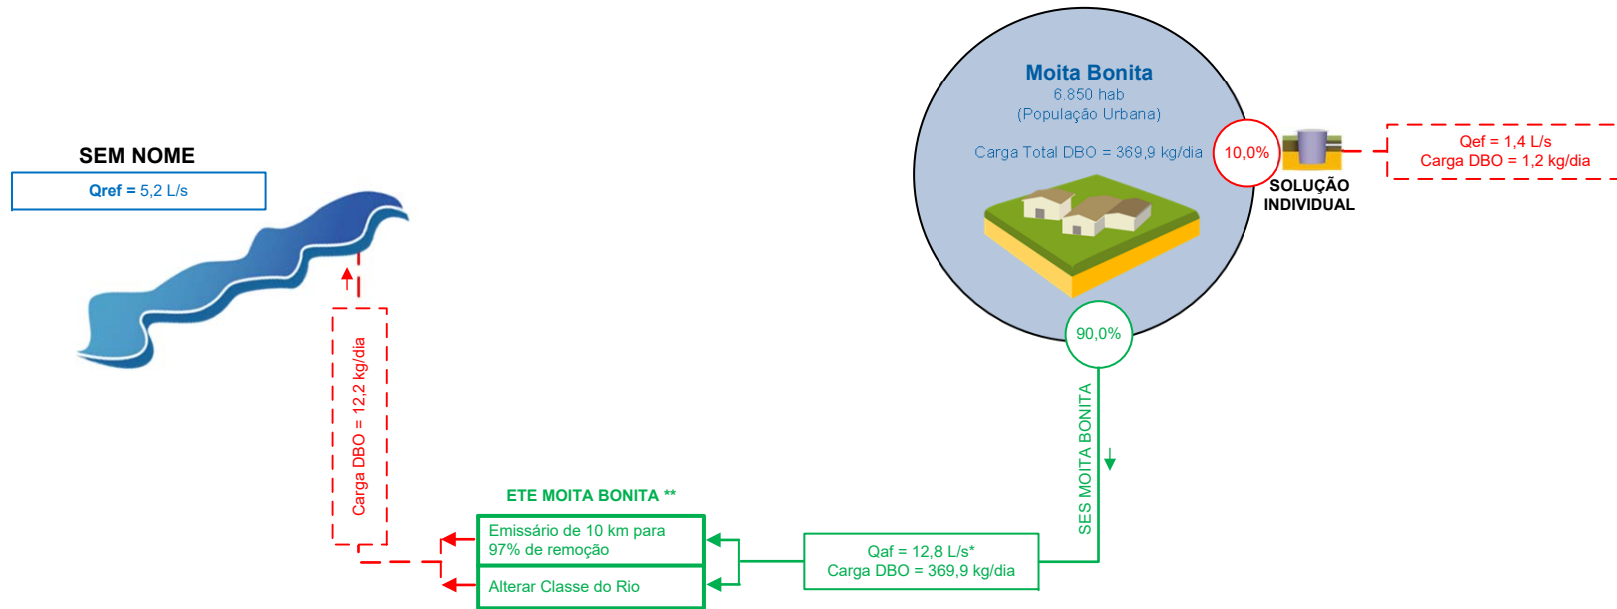 Moita Bonita
6.850 hab
(População Urbana)
Carga Total DBO = 369,9 kg/dia
10,0%
SOLUÇÃO
INDIVIDUAL
Qef = 1,4 L/s
Carga DBO = 1,2 kg/dia
SEM NOME
Qref = 5,2 L/s
90,0%
SES MOITA BONITA
Carga DBO = 12,2 kg/dia
ETE MOITA BONITA **
Emissário de 10 km para
97% de remoção
Alterar Classe do Rio
Qaf = 12,8 L/s*
Carga DBO = 369,9 kg/dia